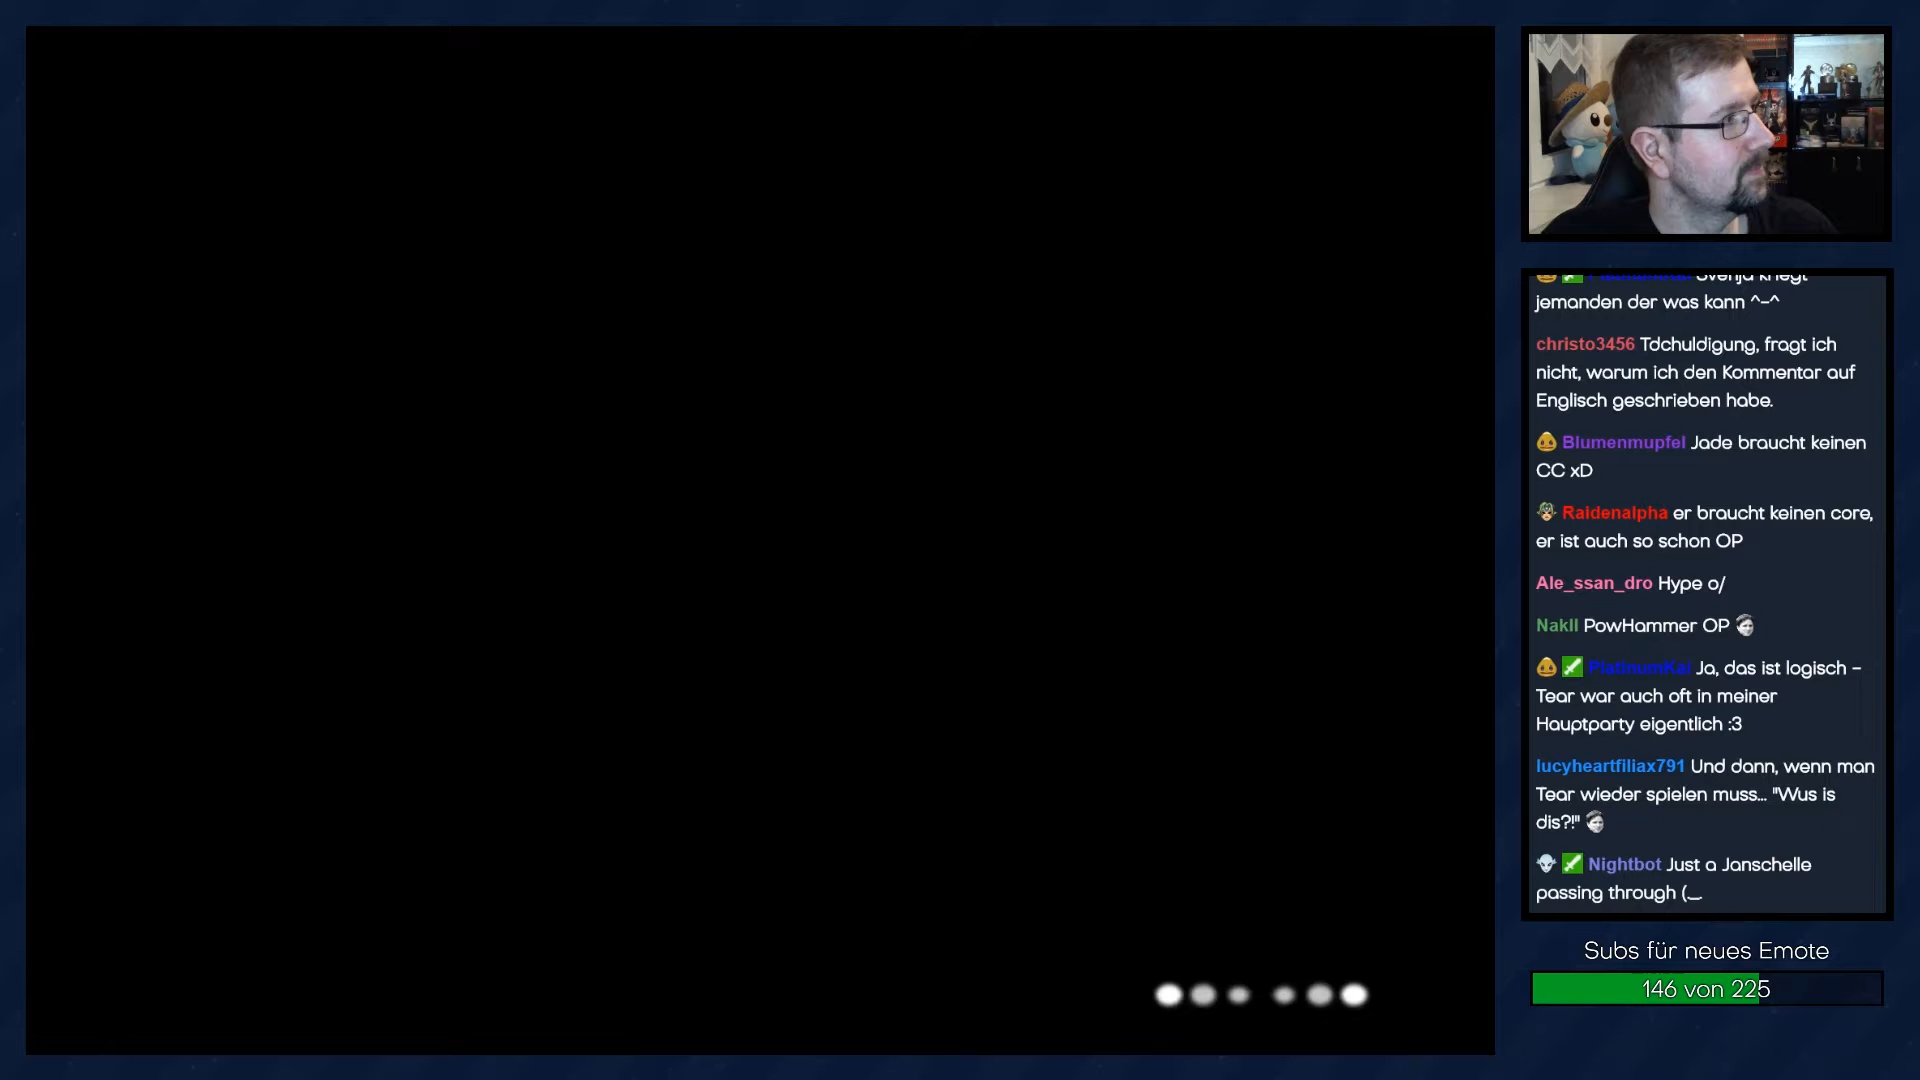 Svenja kriegt
jemanden der was kann ^-^
christo3456 Tdchuldigung, fragt ich
nicht, warum ich den Kommentar auf
Englisch geschrieben habe.
Blumenmupfel Jade braucht keinen
CC xD
Raidenalpha er braucht keinen core,
er ist auch so schon OP
Ale_ssan_dro Hype o/
Nakll PowHammer OP
PlatinumKai Ja, das ist logisch -
Tear war auch oft in meiner
Hauptparty eigentlich :3
lucyheartfiliax791 Und dann, wenn man
Tear wieder spielen muss... "Wus is
dis?!"
Nightbot Just a Janschelle
passing through (__
Subs für neues Emote
146 von 225